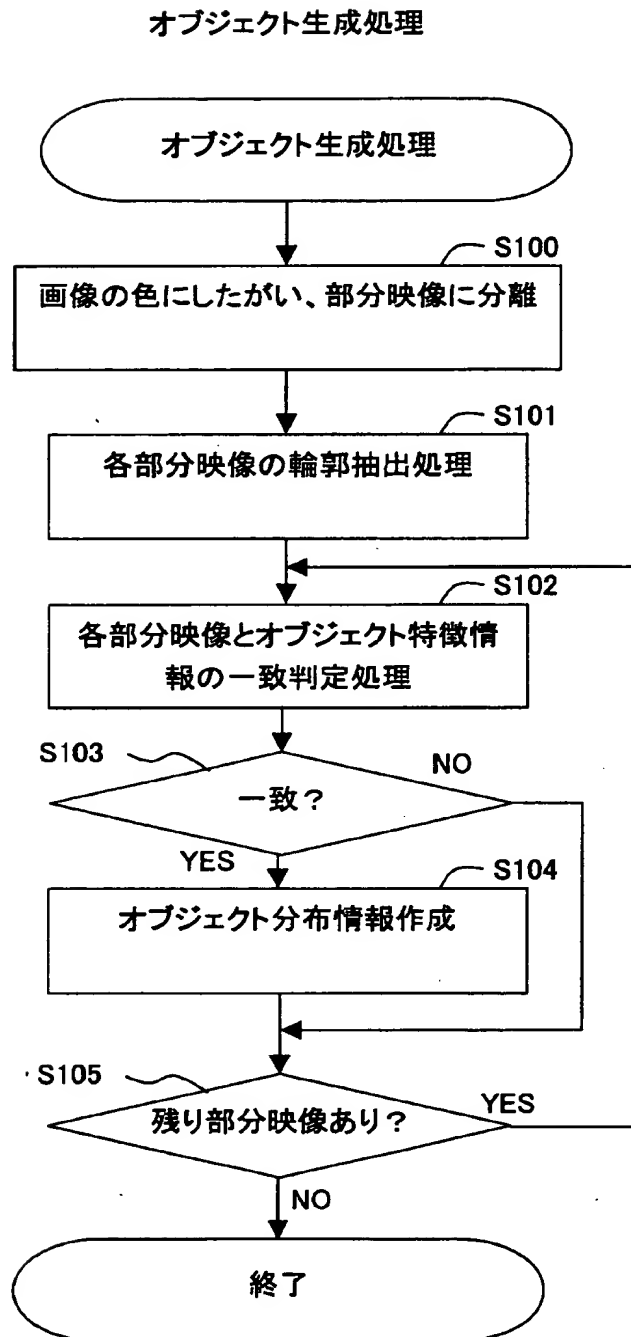 オブジェクト生成処理
オブジェクト生成処理
S100
画像の色にしたがい、部分映像に分離
S101
各部分映像の輪郭抽出処理
S102
各部分映像とオブジェクト特徴情
報の一致判定処理
S103
一致？
NO
YES
S104
オブジェクト分布情報作成
S105
残り部分映像あり？
YES
NO
終了